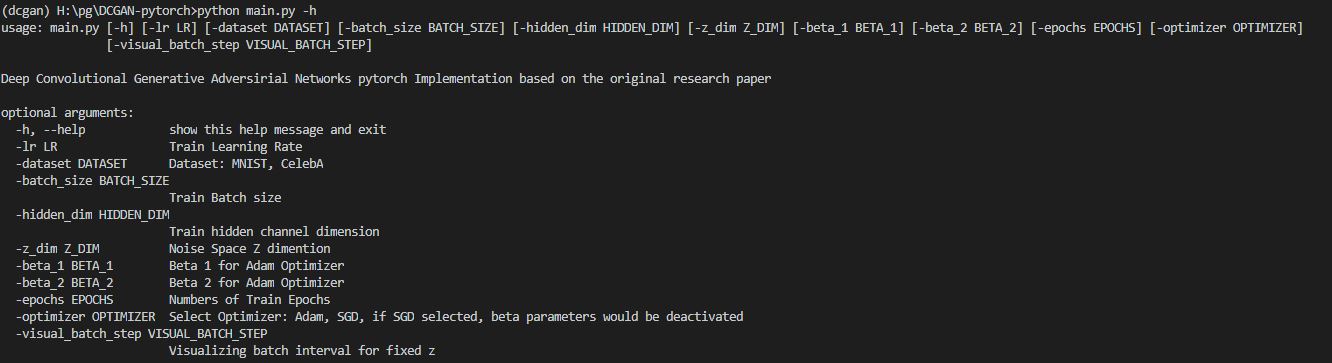 (dcgan) H:\pg\DCGAN-pytorch>python main.py -h
usage: main.py [-h] [-lr LR] [-dataset DATASET] [-batch_size BATCH_SIZE] [-hidden_dim HIDDEN_DIM] [-z_dim Z_DIM] [-beta_1 BETA_1] [-beta_2 BETA_2] [-epochs EPOCHS] [-optimizer OPTIMIZER]
[-visual_batch_step VISUAL_BATCH_STEP]
Deep Convolutional Generative Adversirial Networks pytorch Implementation based on the original research paper
optional arguments:
-h, --help show this help message and exit
-lr LR Train Learning Rate
-dataset DATASET Dataset: MNIST, CelebA
-batch_size BATCH_SIZE
Train Batch size
-hidden_dim HIDDEN_DIM
Train hidden channel dimension
-z_dim Z_DIM Noise Space Z dimention
-beta_1 BETA_1 Beta 1 for Adam Optimizer
-beta_2 BETA_2 Beta 2 for Adam Optimizer
-epochs EPOCHS Numbers of Train Epochs
-optimizer OPTIMIZER Select Optimizer: Adam, SGD, if SGD selected, beta parameters would be deactivated
-visual_batch_step VISUAL_BATCH_STEP
Visualizing batch interval for fixed z